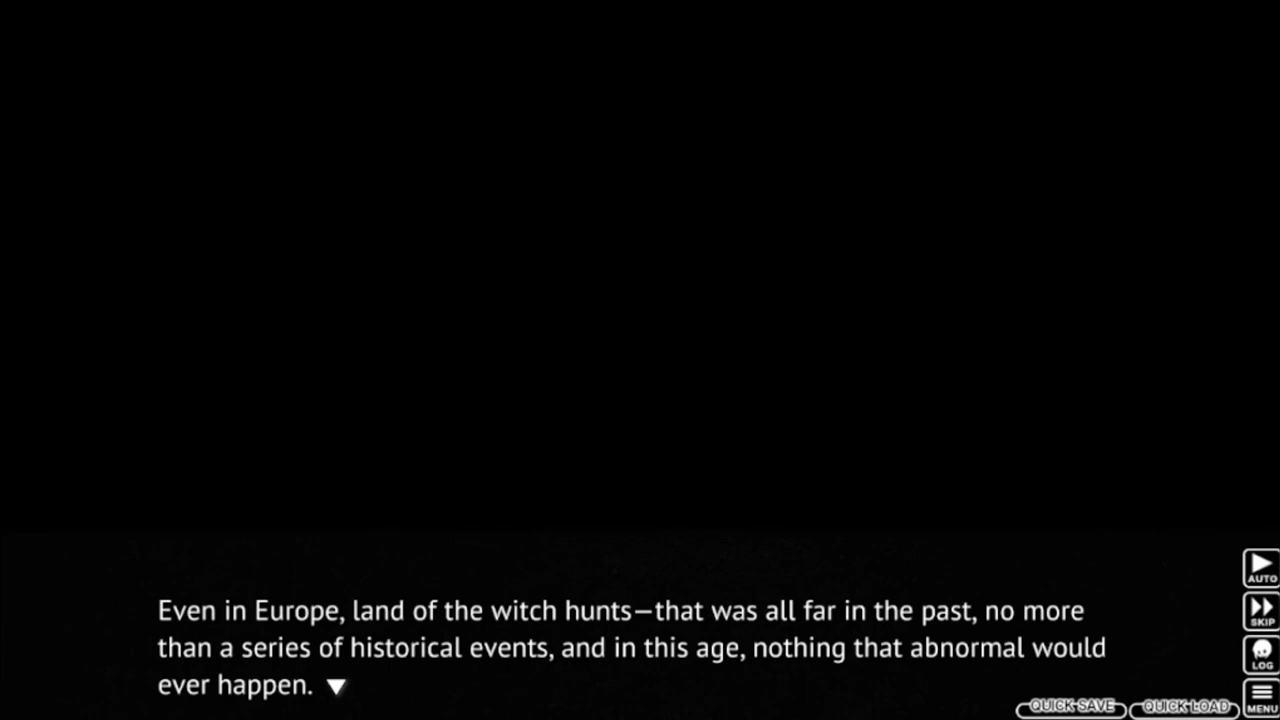 Even in Europe, land of the witch hunts—that was all far in the past, no more
than a series of historical events, and in this age, nothing that abnormal would
ever happen.
AUTO
SKIP
LOG
MENU
QUICK SAVE
QUICK LOAD